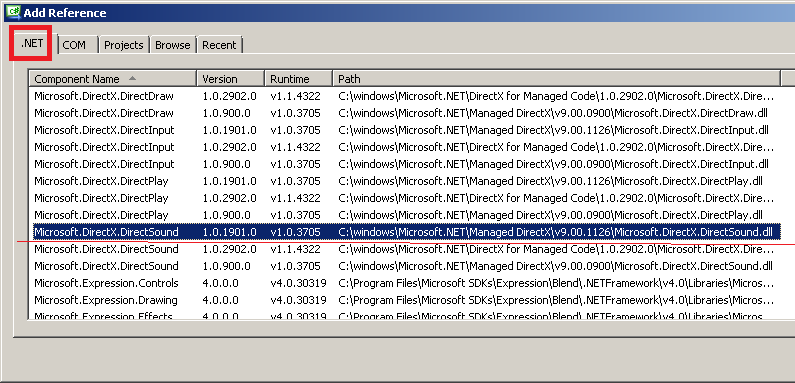 Add Reference
.NET COM Projects Browse Recent
Component Name Version Runtime Path
Microsoft.DirectX.DirectDraw 1.0.2902.0 v1.1.4322 C:\windows\Microsoft.NET\DirectX for Managed Code\1.0.2902.0\Microsoft.DirectX.Dire...
Microsoft.DirectX.DirectDraw 1.0.900.0 v1.0.3705 C:\windows\Microsoft.NET\Managed DirectX\v9.00.0900\Microsoft.DirectX.DirectDraw.dll
Microsoft.DirectX.DirectInput 1.0.1901.0 v1.0.3705 C:\windows\Microsoft.NET\Managed DirectX\v9.00.1126\Microsoft.DirectX.DirectInput.dll
Microsoft.DirectX.DirectInput 1.0.2902.0 v1.1.4322 C:\windows\Microsoft.NET\DirectX for Managed Code\1.0.2902.0\Microsoft.DirectX.Dire...
Microsoft.DirectX.DirectInput 1.0.900.0 v1.0.3705 C:\windows\Microsoft.NET\Managed DirectX\v9.00.0900\Microsoft.DirectX.DirectInput.dll
Microsoft.DirectX.DirectPlay 1.0.1901.0 v1.0.3705 C:\windows\Microsoft.NET\Managed DirectX\v9.00.1126\Microsoft.DirectX.DirectPlay.dll
Microsoft.DirectX.DirectPlay 1.0.2902.0 v1.1.4322 C:\windows\Microsoft.NET\DirectX for Managed Code\1.0.2902.0\Microsoft.DirectX.Dire...
Microsoft.DirectX.DirectPlay 1.0.900.0 v1.0.3705 C:\windows\Microsoft.NET\Managed DirectX\v9.00.0900\Microsoft.DirectX.DirectPlay.dll
Microsoft.DirectX.DirectSound 1.0.1901.0 v1.0.3705 C:\windows\Microsoft.NET\Managed DirectX\v9.00.1126\Microsoft.DirectX.DirectSound.dll
Microsoft.DirectX.DirectSound 1.0.2902.0 v1.1.4322 C:\windows\Microsoft.NET\DirectX for Managed Code\1.0.2902.0\Microsoft.DirectX.Dire...
Microsoft.DirectX.DirectSound 1.0.900.0 v1.0.3705 C:\windows\Microsoft.NET\Managed DirectX\v9.00.0900\Microsoft.DirectX.DirectSound.dll
Microsoft.Expression.Controls 4.0.0.0 v4.0.30319 C:\Program Files\Microsoft SDKs\Expression\Blend\.NETFramework\v4.0\Libraries\Micros...
Microsoft.Expression.Drawing 4.0.0.0 v4.0.30319 C:\Program Files\Microsoft SDKs\Expression\Blend\.NETFramework\v4.0\Libraries\Micros...
Microsoft.Expression.Effects 4.0.0.0 v4.0.30319 C:\Program Files\Microsoft SDKs\Expression\Blend\.NETFramework\v4.0\Libraries\Micros...